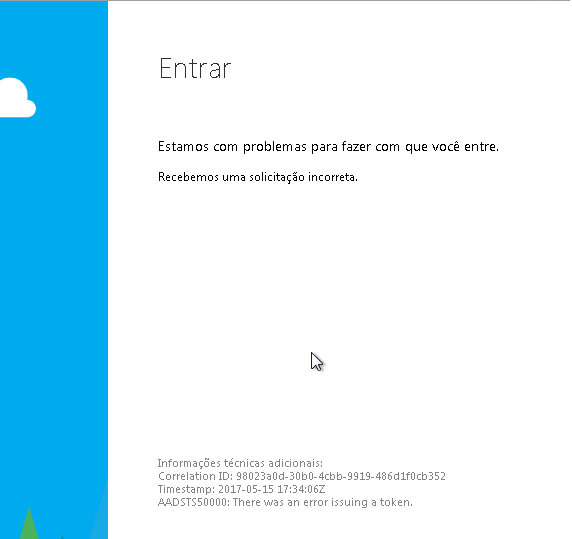 Entrar
Estamos com problemas para fazer com que você entre.
Recebemos uma solicitação incorreta.
Informações técnicas adicionais:
Correlation ID: 98023a0d-30b0-4cbb-9919-486d1f0cb352
Timestamp: 2017-05-15 17:34:06Z
AADSTS50000: There was an error issuing a token.